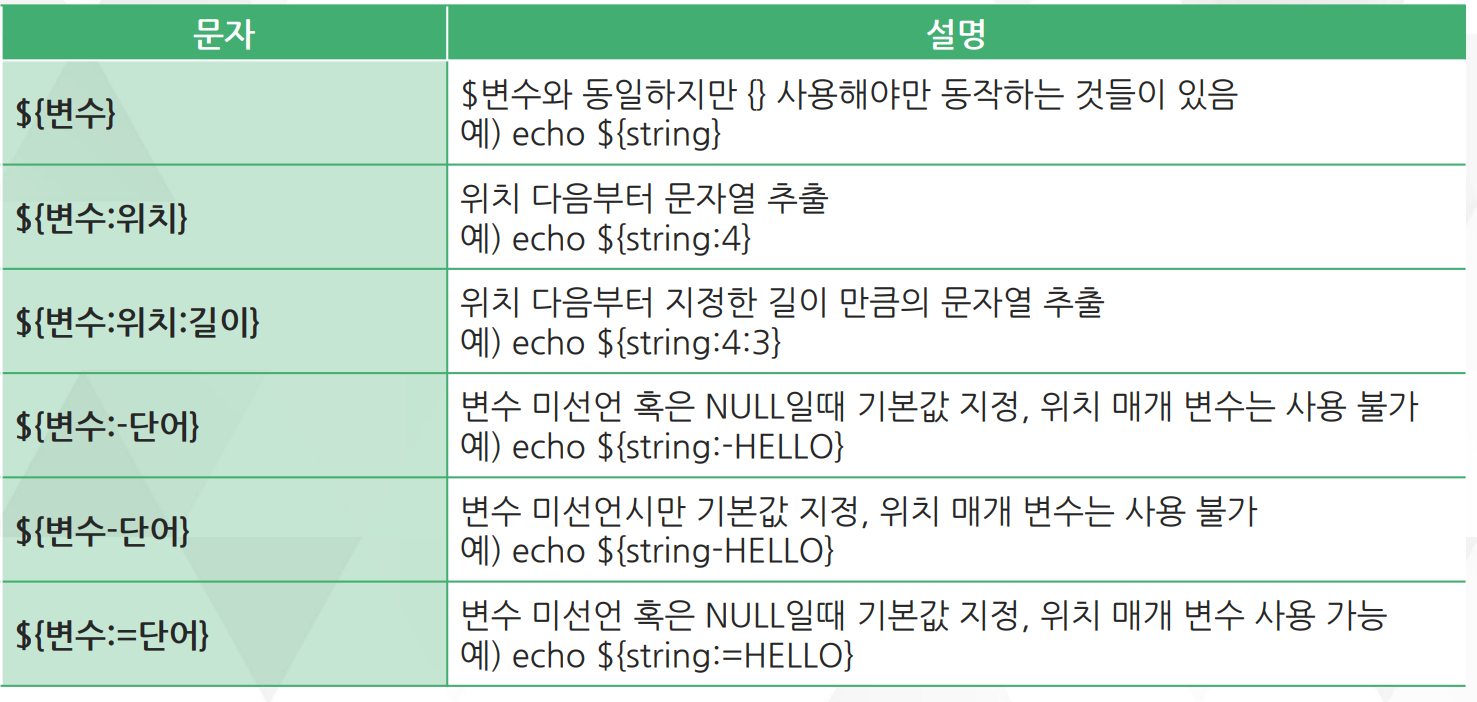 문자 설명
${변수}
$변수와 동일하지만 {} 사용해야만 동작하는 것들이 있음
예) echo ${string}
${변수:위치}
위치 다음부터 문자열 추출
예) echo ${string:4}
${변수:위치:길이}
위치 다음부터 지정한 길이 만큼의 문자열 추출
예) echo ${string:4:3}
${변수:-단어}
변수 미선언 혹은 NULL일때 기본값 지정, 위치 매개 변수는 사용 불가
예) echo ${string:-HELLO}
${변수-단어}
변수 미선언시만 기본값 지정, 위치 매개 변수는 사용 불가
예) echo ${string-HELLO}
${변수:=단어}
변수 미선언 혹은 NULL일때 기본값 지정, 위치 매개 변수 사용 가능
예) echo ${string:=HELLO}